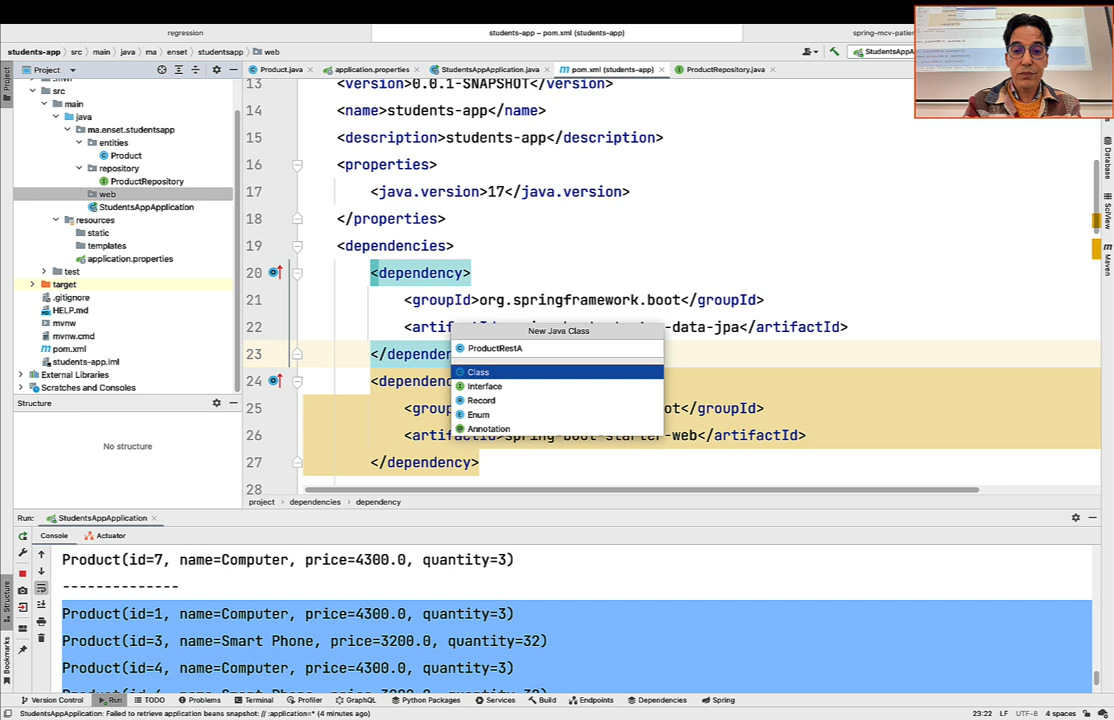 regression
students-app – pom.xml (students-app)
spring-mcv-patie
students-app
src
main
java
ma
enset
studentsapp
web
StudentsAp
Project
Product.java
application.properties
StudentsAppApplication.java
pom.xml (students-app)
ProductRepository.java
src
main
java
ma.enset.studentsapp
entities
Product
repository
ProductRepository
web
StudentsAppApplication
resources
static
templates
application.properties
test
target
.gitignore
HELP.md
mvnw
mvnw.cmd
pom.xml
students-app.iml
External Libraries
Scratches and Consoles
Structure
No structure
13 <version>0.0.1-SNAPSHOT</version>
14 <name>students-app</name>
15 <description>students-app</description>
16 <properties>
17 <java.version>17</java.version>
18 </properties>
19 <dependencies>
20 <dependency>
21 <groupId>org.springframework.boot</groupId>
22 <artifactId>-data-jpa</artifactId>
23 </dependen
24 <dependenc
25 <groupot</groupId>
26 <artifactId>spring-boot-starter-web</artifactId>
27 </dependency>
28
New Java Class
ProductRestA
Class
Interface
Record
Enum
Annotation
project
dependencies
dependency
Project
Structure
Bookmarks
Database
SciView
Maven
Run:
StudentsAppApplication
Console
Actuator
Product(id=7, name=Computer, price=4300.0, quantity=3)
--------------
Product(id=1, name=Computer, price=4300.0, quantity=3)
Product(id=3, name=Smart Phone, price=3200.0, quantity=32)
Product(id=4, name=Computer, price=4300.0, quantity=3)
Version Control
Run
TODO
Problems
Terminal
Profiler
GraphQL
Python Packages
Services
Build
Endpoints
Dependencies
Spring
StudentsAppApplication: Failed to retrieve application beans snapshot: // :application=* (4 minutes ago)
23:22
LF
UTF-8
4 spaces